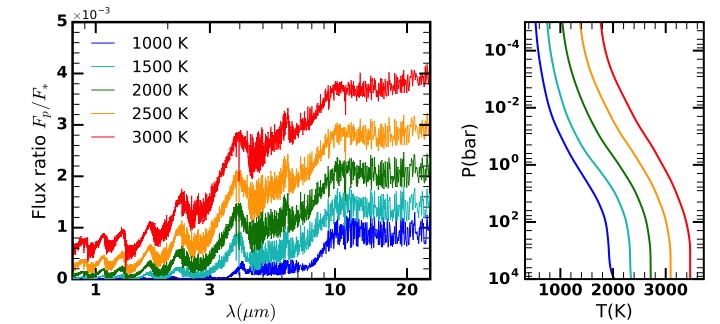 ×10⁻³
5
4
3
2
1
0
Flux ratio F_p/F_*
1000 K
1500 K
2000 K
2500 K
3000 K
1 3 10 20
λ(μm)
10⁻⁴
10⁻²
10⁰
10²
10⁴
P(bar)
1000 2000 3000
T(K)